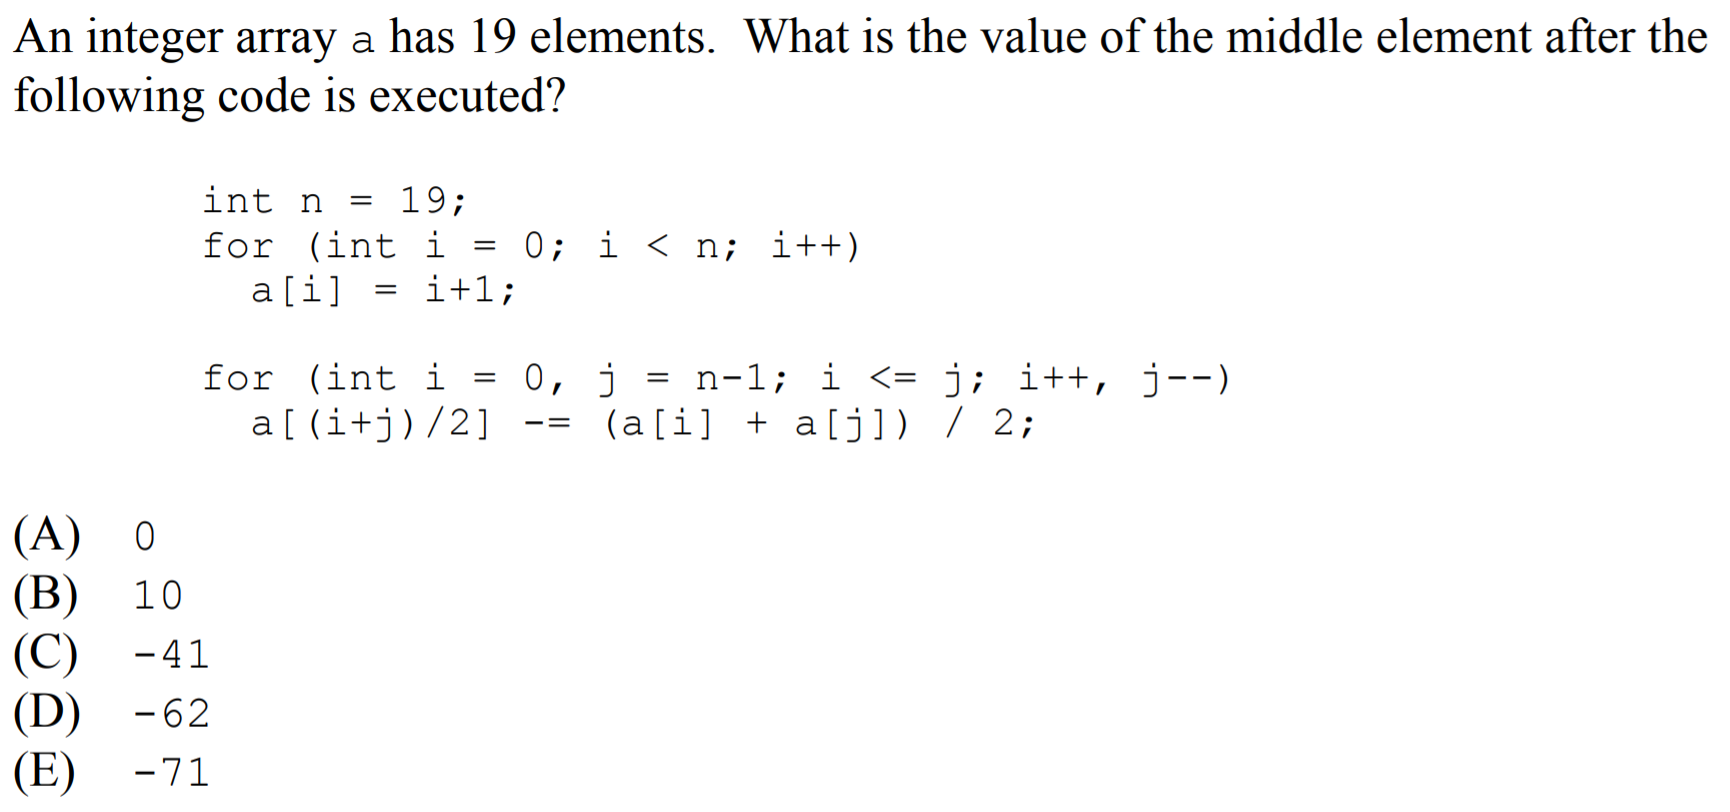 An integer array a has 19 elements. What is the value of the middle element after the
following code is executed?
int n = 19;
for (int i = 0; i < n; i++)
a[i] = i+1;
for (int i = 0, j = n-1; i <= j; i++, j--)
a[(i+j)/2] -= (a[i] + a[j]) / 2;
(A) 0
(B) 10
(C) -41
(D) -62
(E) -71